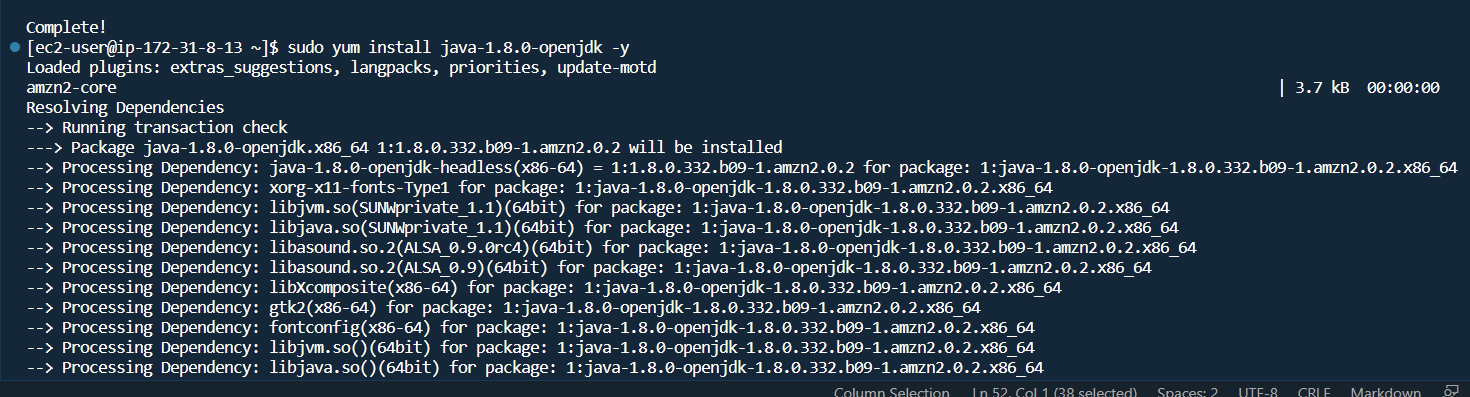 Complete!
[ec2-user@ip-172-31-8-13 ~]$ sudo yum install java-1.8.0-openjdk -y
Loaded plugins: extras_suggestions, langpacks, priorities, update-motd
amzn2-core | 3.7 kB 00:00:00
Resolving Dependencies
--> Running transaction check
---> Package java-1.8.0-openjdk.x86_64 1:1.8.0.332.b09-1.amzn2.0.2 will be installed
--> Processing Dependency: java-1.8.0-openjdk-headless(x86-64) = 1:1.8.0.332.b09-1.amzn2.0.2 for package: 1:java-1.8.0-openjdk-1.8.0.332.b09-1.amzn2.0.2.x86_64
--> Processing Dependency: xorg-x11-fonts-Type1 for package: 1:java-1.8.0-openjdk-1.8.0.332.b09-1.amzn2.0.2.x86_64
--> Processing Dependency: libjvm.so(SUNWprivate_1.1)(64bit) for package: 1:java-1.8.0-openjdk-1.8.0.332.b09-1.amzn2.0.2.x86_64
--> Processing Dependency: libjava.so(SUNWprivate_1.1)(64bit) for package: 1:java-1.8.0-openjdk-1.8.0.332.b09-1.amzn2.0.2.x86_64
--> Processing Dependency: libasound.so.2(ALSA_0.9.0rc4)(64bit) for package: 1:java-1.8.0-openjdk-1.8.0.332.b09-1.amzn2.0.2.x86_64
--> Processing Dependency: libasound.so.2(ALSA_0.9)(64bit) for package: 1:java-1.8.0-openjdk-1.8.0.332.b09-1.amzn2.0.2.x86_64
--> Processing Dependency: libXcomposite(x86-64) for package: 1:java-1.8.0-openjdk-1.8.0.332.b09-1.amzn2.0.2.x86_64
--> Processing Dependency: gtk2(x86-64) for package: 1:java-1.8.0-openjdk-1.8.0.332.b09-1.amzn2.0.2.x86_64
--> Processing Dependency: fontconfig(x86-64) for package: 1:java-1.8.0-openjdk-1.8.0.332.b09-1.amzn2.0.2.x86_64
--> Processing Dependency: libjvm.so()(64bit) for package: 1:java-1.8.0-openjdk-1.8.0.332.b09-1.amzn2.0.2.x86_64
--> Processing Dependency: libjava.so()(64bit) for package: 1:java-1.8.0-openjdk-1.8.0.332.b09-1.amzn2.0.2.x86_64
Column Selection Ln 52, Col 1 (38 selected) Spaces: 2 UTF-8 CRLF Markdown